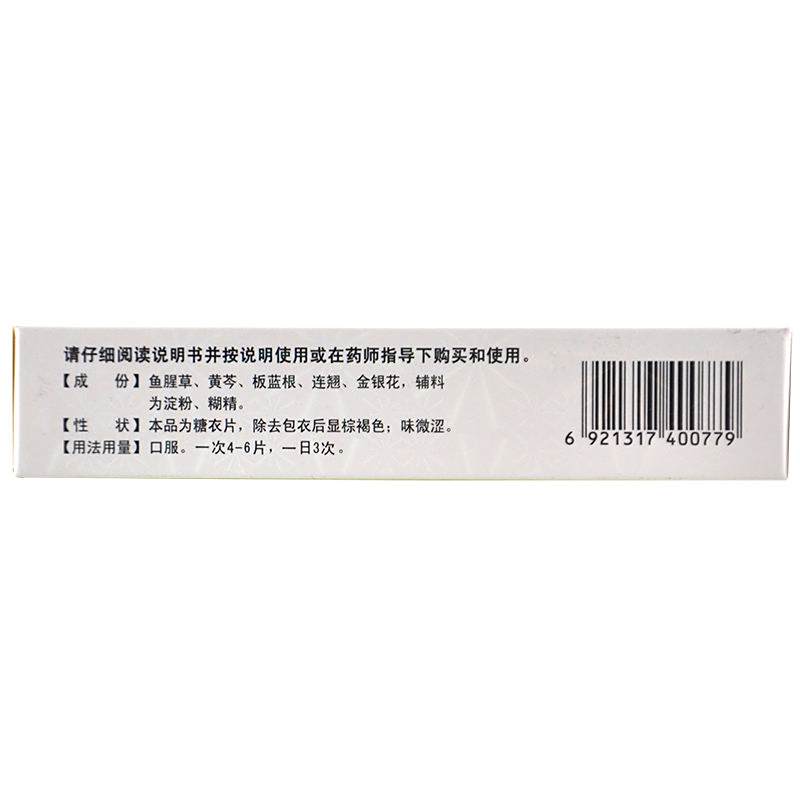 请仔细阅读说明书并按说明使用或在药师指导下购买和使用。
【成　份】鱼腥草、黄芩、板蓝根、连翘、金银花，辅料
为淀粉、糊精。
【性　状】本品为糖衣片，除去包衣后显棕褐色；味微涩。
【用法用量】口服。一次4-6片，一日3次。
6 921317 400779